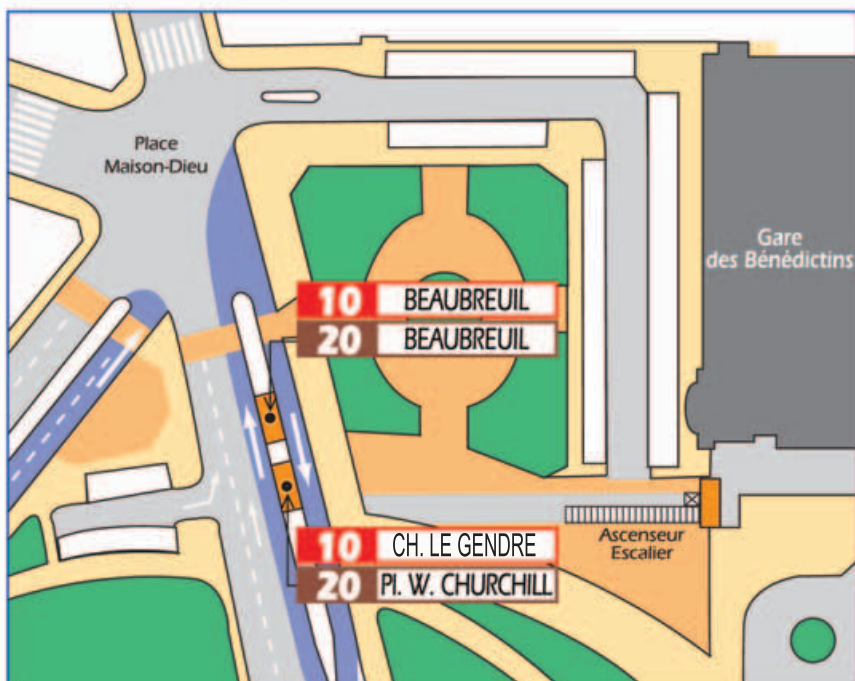 Place
Maison-Dieu
Gare
des Bénédictins
10 BEAUBREUIL
20 BEAUBREUIL
10 CH. LE GENDRE
20 Pl. W. CHURCHILL
Ascenseur
Escalier